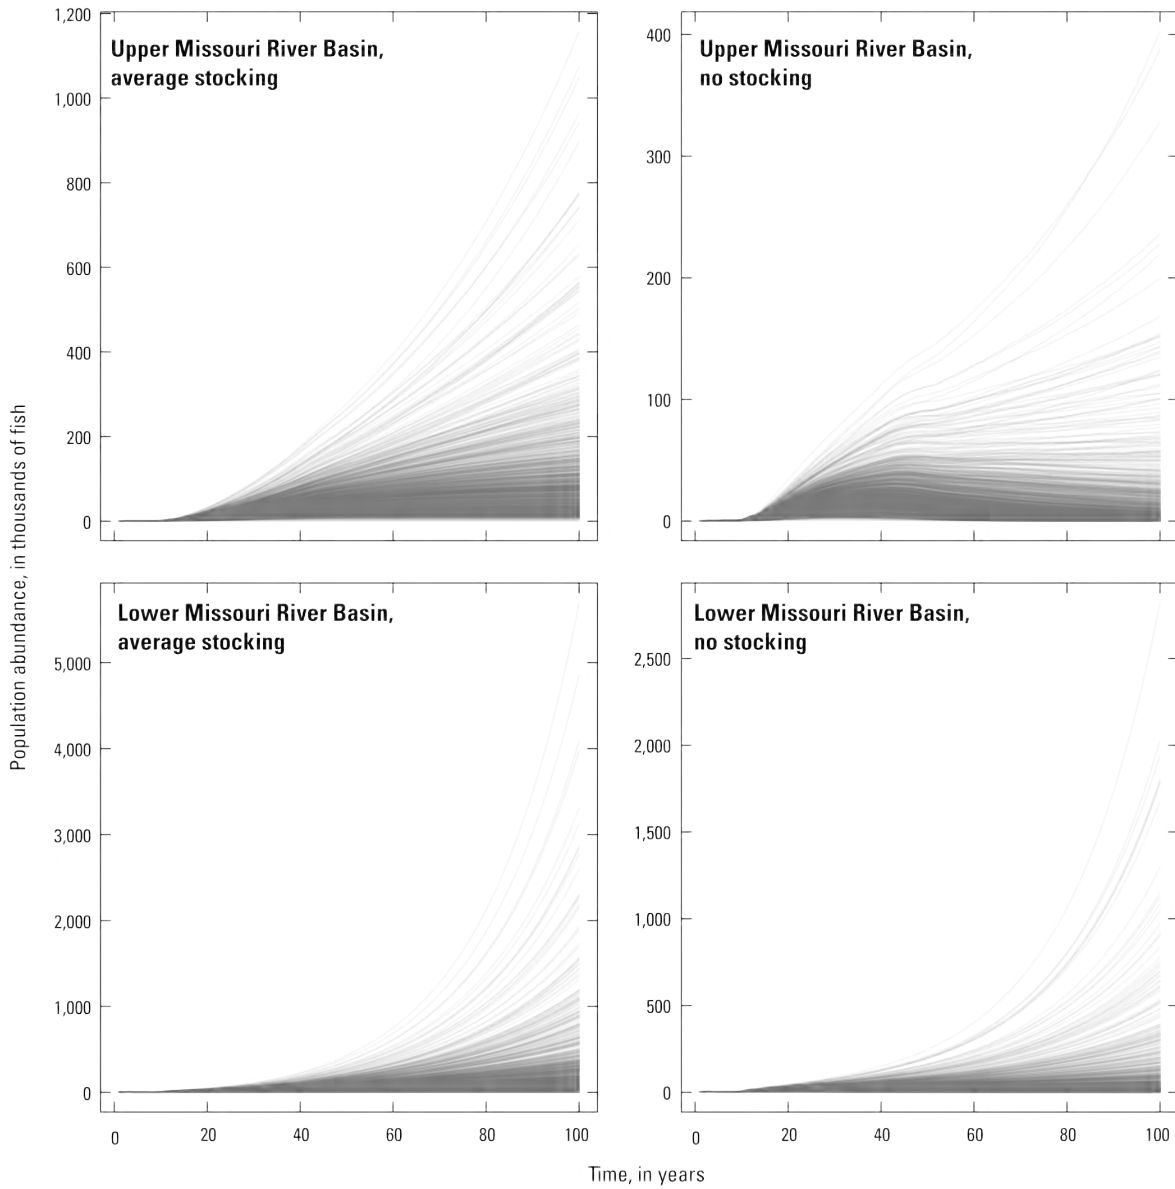 Population abundance, in thousands of fish
Upper Missouri River Basin,
average stocking
1,200
1,000
800
600
400
200
0
Upper Missouri River Basin,
no stocking
400
300
200
100
0
Lower Missouri River Basin,
average stocking
5,000
4,000
3,000
2,000
1,000
0
0 20 40 60 80 100
Lower Missouri River Basin,
no stocking
2,500
2,000
1,500
1,000
500
0
0 20 40 60 80 100
Time, in years